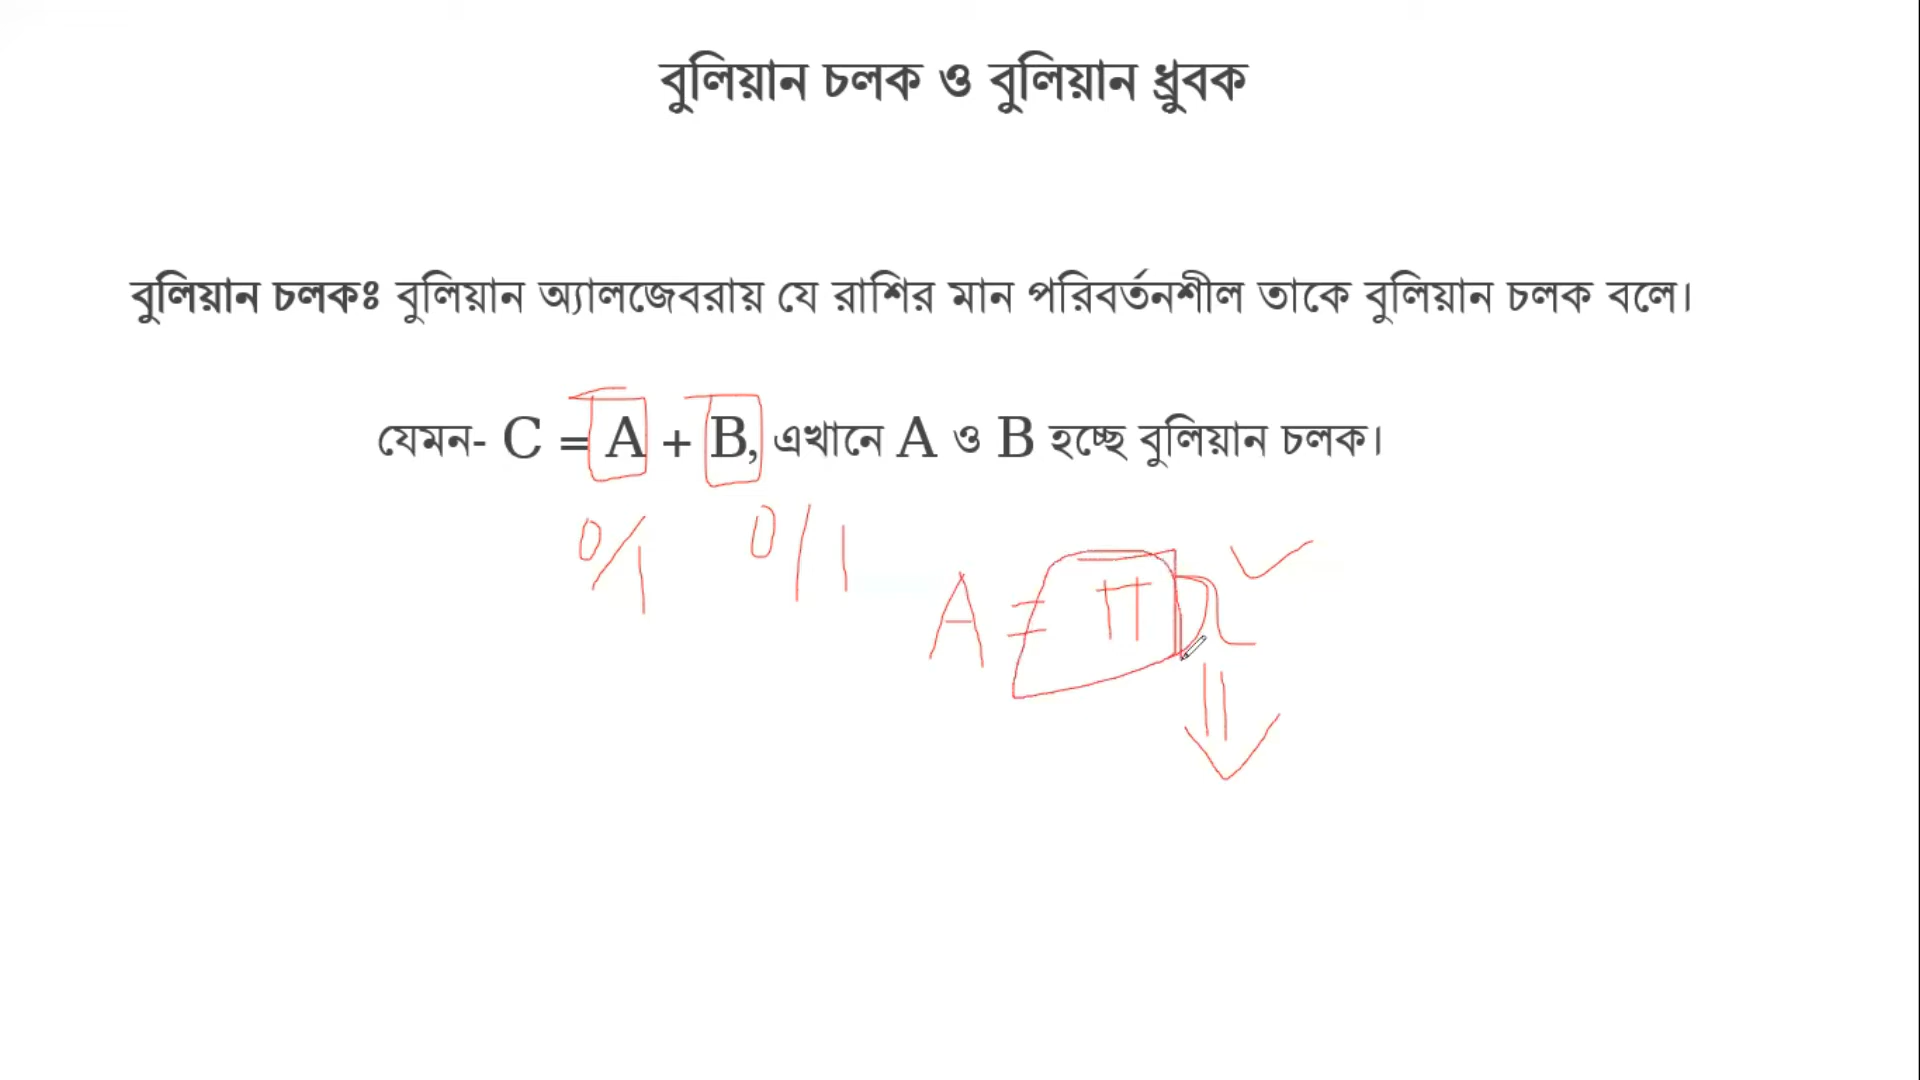 বুলিয়ান চলক ও বুলিয়ান ধ্রুবক
বুলিয়ান চলকঃ বুলিয়ান অ্যালজেবরায় যে রাশির মান পরিবর্তনশীল তাকে বুলিয়ান চলক বলে।
যেমন- C = A + B, এখানে A ও B হচ্ছে বুলিয়ান চলক।
0/1 0/1
A = π r